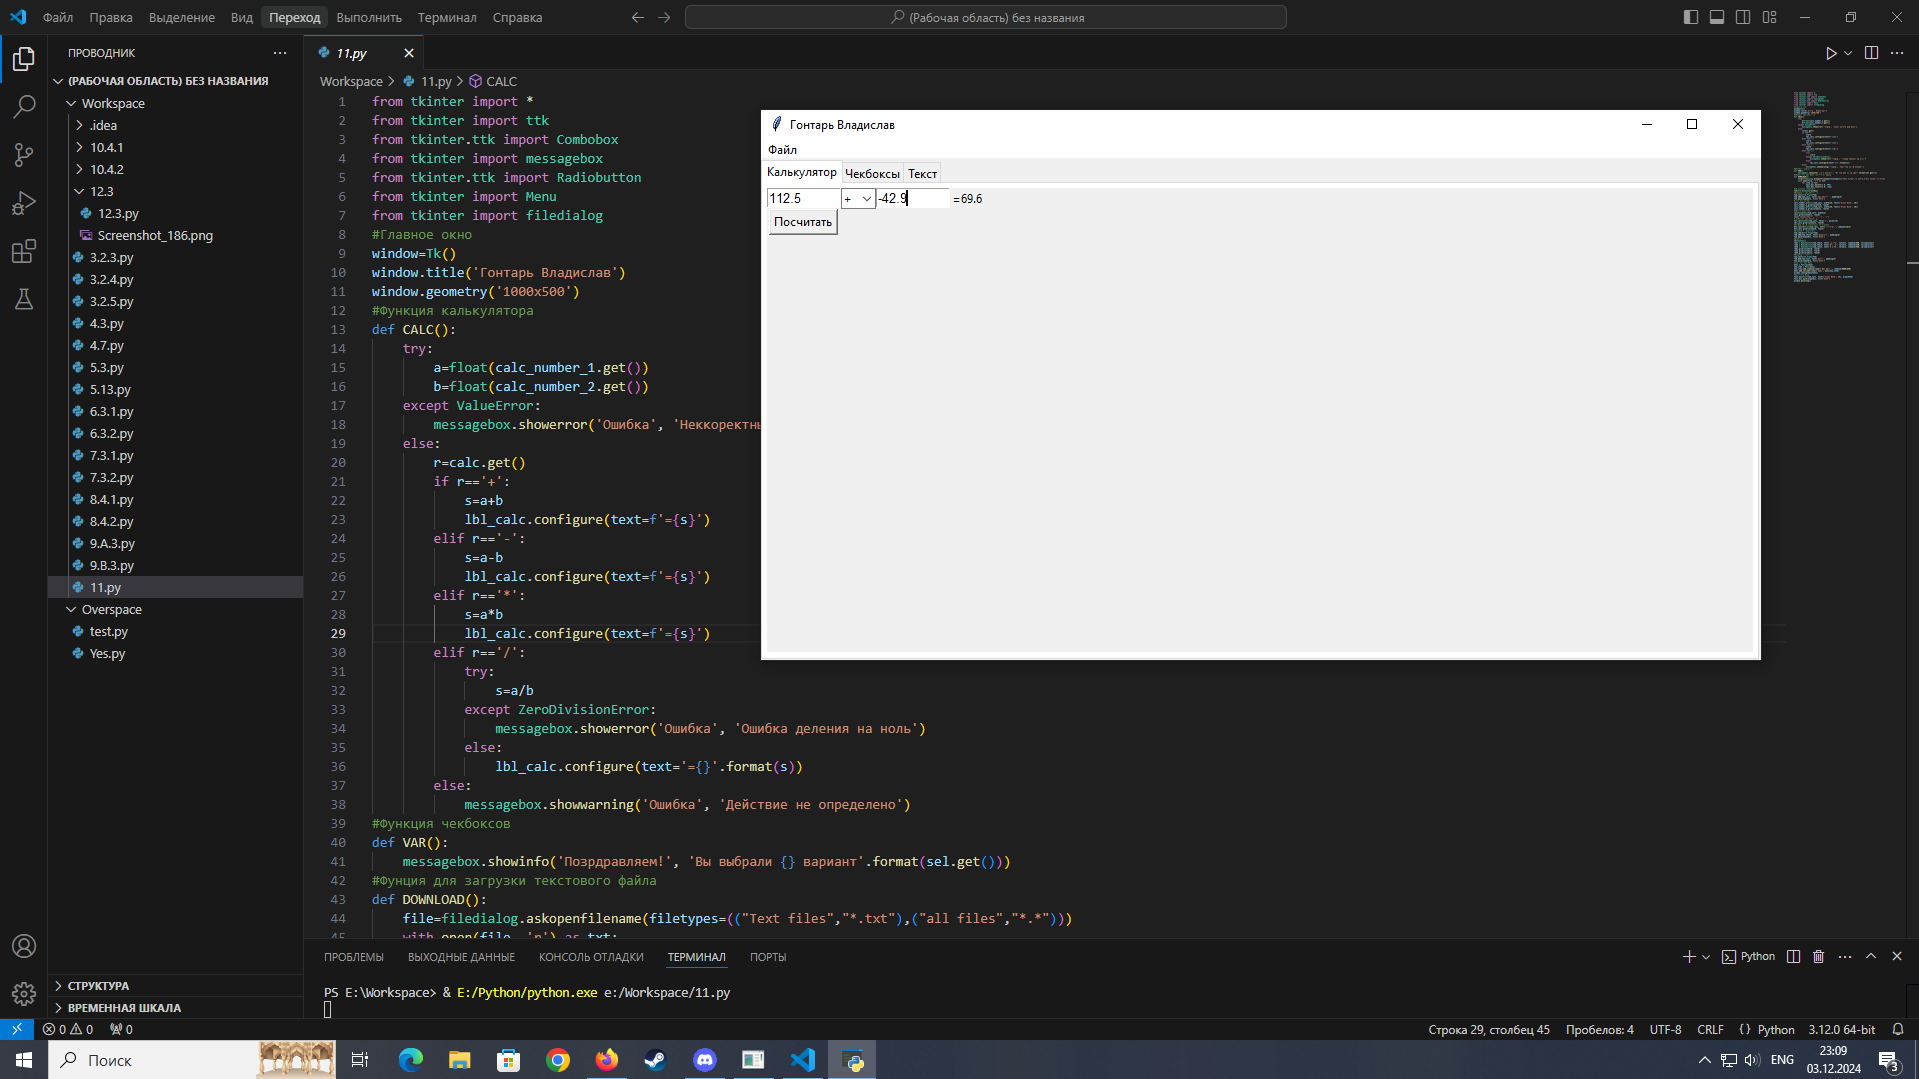 Файл Правка Выделение Вид Переход Выполнить Терминал Справка
(Рабочая область) без названия
ПРОВОДНИК
(РАБОЧАЯ ОБЛАСТЬ) БЕЗ НАЗВАНИЯ
Workspace
.idea
10.4.1
10.4.2
12.3
12.3.py
Screenshot_186.png
3.2.3.py
3.2.4.py
3.2.5.py
4.3.py
4.7.py
5.3.py
5.13.py
6.3.1.py
6.3.2.py
7.3.1.py
7.3.2.py
8.4.1.py
8.4.2.py
9.A.3.py
9.B.3.py
11.py
Overspace
test.py
Yes.py
СТРУКТУРА
ВРЕМЕННАЯ ШКАЛА
11.py
Workspace > 11.py > CALC
1 from tkinter import *
2 from tkinter import ttk
3 from tkinter.ttk import Combobox
4 from tkinter import messagebox
5 from tkinter.ttk import Radiobutton
6 from tkinter import Menu
7 from tkinter import filedialog
8 #Главное окно
9 window=Tk()
10 window.title('Гонтарь Владислав')
11 window.geometry('1000x500')
12 #Функция калькулятора
13 def CALC():
14 try:
15 a=float(calc_number_1.get())
16 b=float(calc_number_2.get())
17 except ValueError:
18 messagebox.showerror('Ошибка', 'Неккоректны
19 else:
20 r=calc.get()
21 if r=='+':
22 s=a+b
23 lbl_calc.configure(text=f'={s}')
24 elif r=='-':
25 s=a-b
26 lbl_calc.configure(text=f'={s}')
27 elif r=='*':
28 s=a*b
29 lbl_calc.configure(text=f'={s}')
30 elif r=='/':
31 try:
32 s=a/b
33 except ZeroDivisionError:
34 messagebox.showerror('Ошибка', 'Ошибка деления на ноль')
35 else:
36 lbl_calc.configure(text='={}'.format(s))
37 else:
38 messagebox.showwarning('Ошибка', 'Действие не определено')
39 #Функция чекбоксов
40 def VAR():
41 messagebox.showinfo('Поздрдавляем!', 'Вы выбрали {} вариант'.format(sel.get()))
42 #Фунция для загрузки текстового файла
43 def DOWNLOAD():
44 file=filedialog.askopenfilename(filetypes=(("Text files","*.txt"),("all files","*.*")))
Гонтарь Владислав
Файл
Калькулятор Чекбоксы Текст
112.5 + -42.9 =69.6
Посчитать
ПРОБЛЕМЫ ВЫХОДНЫЕ ДАННЫЕ КОНСОЛЬ ОТЛАДКИ ТЕРМИНАЛ ПОРТЫ
Python
PS E:\Workspace> & E:/Python/python.exe e:/Workspace/11.py
0 0 0
Строка 29, столбец 45 Пробелов: 4 UTF-8 CRLF {} Python 3.12.0 64-bit
Поиск
ENG
23:09
03.12.2024
3